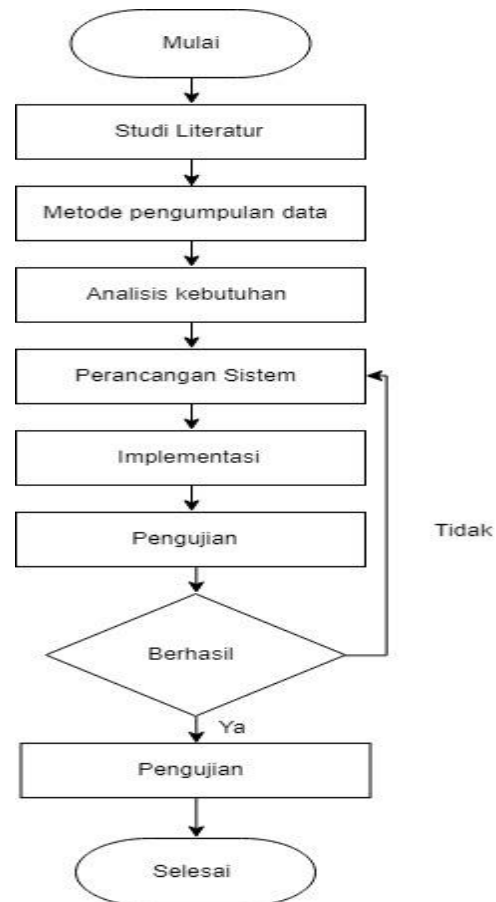 Mulai
Studi Literatur
Metode pengumpulan data
Analisis kebutuhan
Perancangan Sistem
Implementasi
Pengujian
Tidak
Berhasil
Ya
Pengujian
Selesai